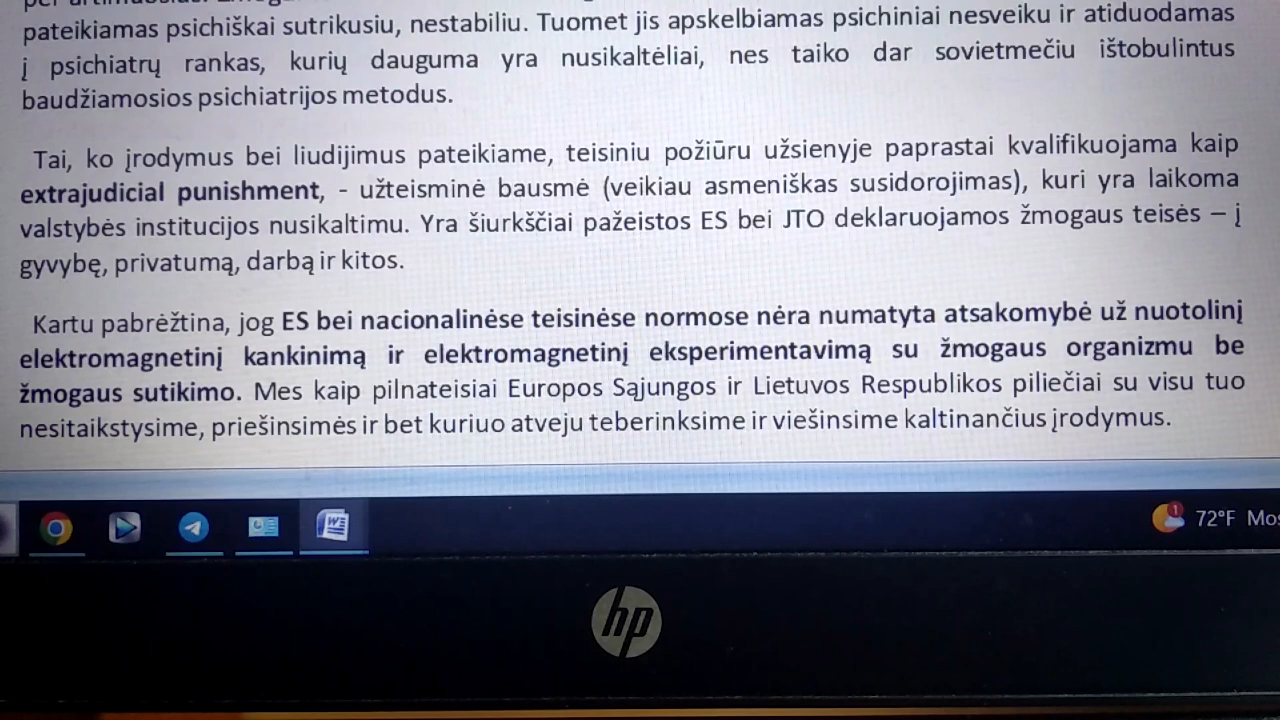 pateikiamas psichiškai sutrikusiu, nestabiliu. Tuomet jis apskelbiamas psichiniai nesveiku ir atiduodamas
į psichiatrų rankas, kurių dauguma yra nusikaltėliai, nes taiko dar sovietmečiu ištobulintus
baudžiamosios psichiatrijos metodus.
Tai, ko įrodymus bei liudijimus pateikiame, teisiniu požiūru užsienyje paprastai kvalifikuojama kaip
extrajudicial punishment, - užteisminė bausmė (veikiau asmeniškas susidorojimas), kuri yra laikoma
valstybės institucijos nusikaltimu. Yra šiurkščiai pažeistos ES bei JTO deklaruojamos žmogaus teisės – į
gyvybę, privatumą, darbą ir kitos.
Kartu pabrėžtina, jog ES bei nacionalinėse teisinėse normose nėra numatyta atsakomybė už nuotolinį
elektromagnetinį kankinimą ir elektromagnetinį eksperimentavimą su žmogaus organizmu be
žmogaus sutikimo. Mes kaip pilnateisiai Europos Sąjungos ir Lietuvos Respublikos piliečiai su visu tuo
nesitaikstysime, priešinsimės ir bet kuriuo atveju teberinksime ir viešinsime kaltinančius įrodymus.
1
72°F
hp